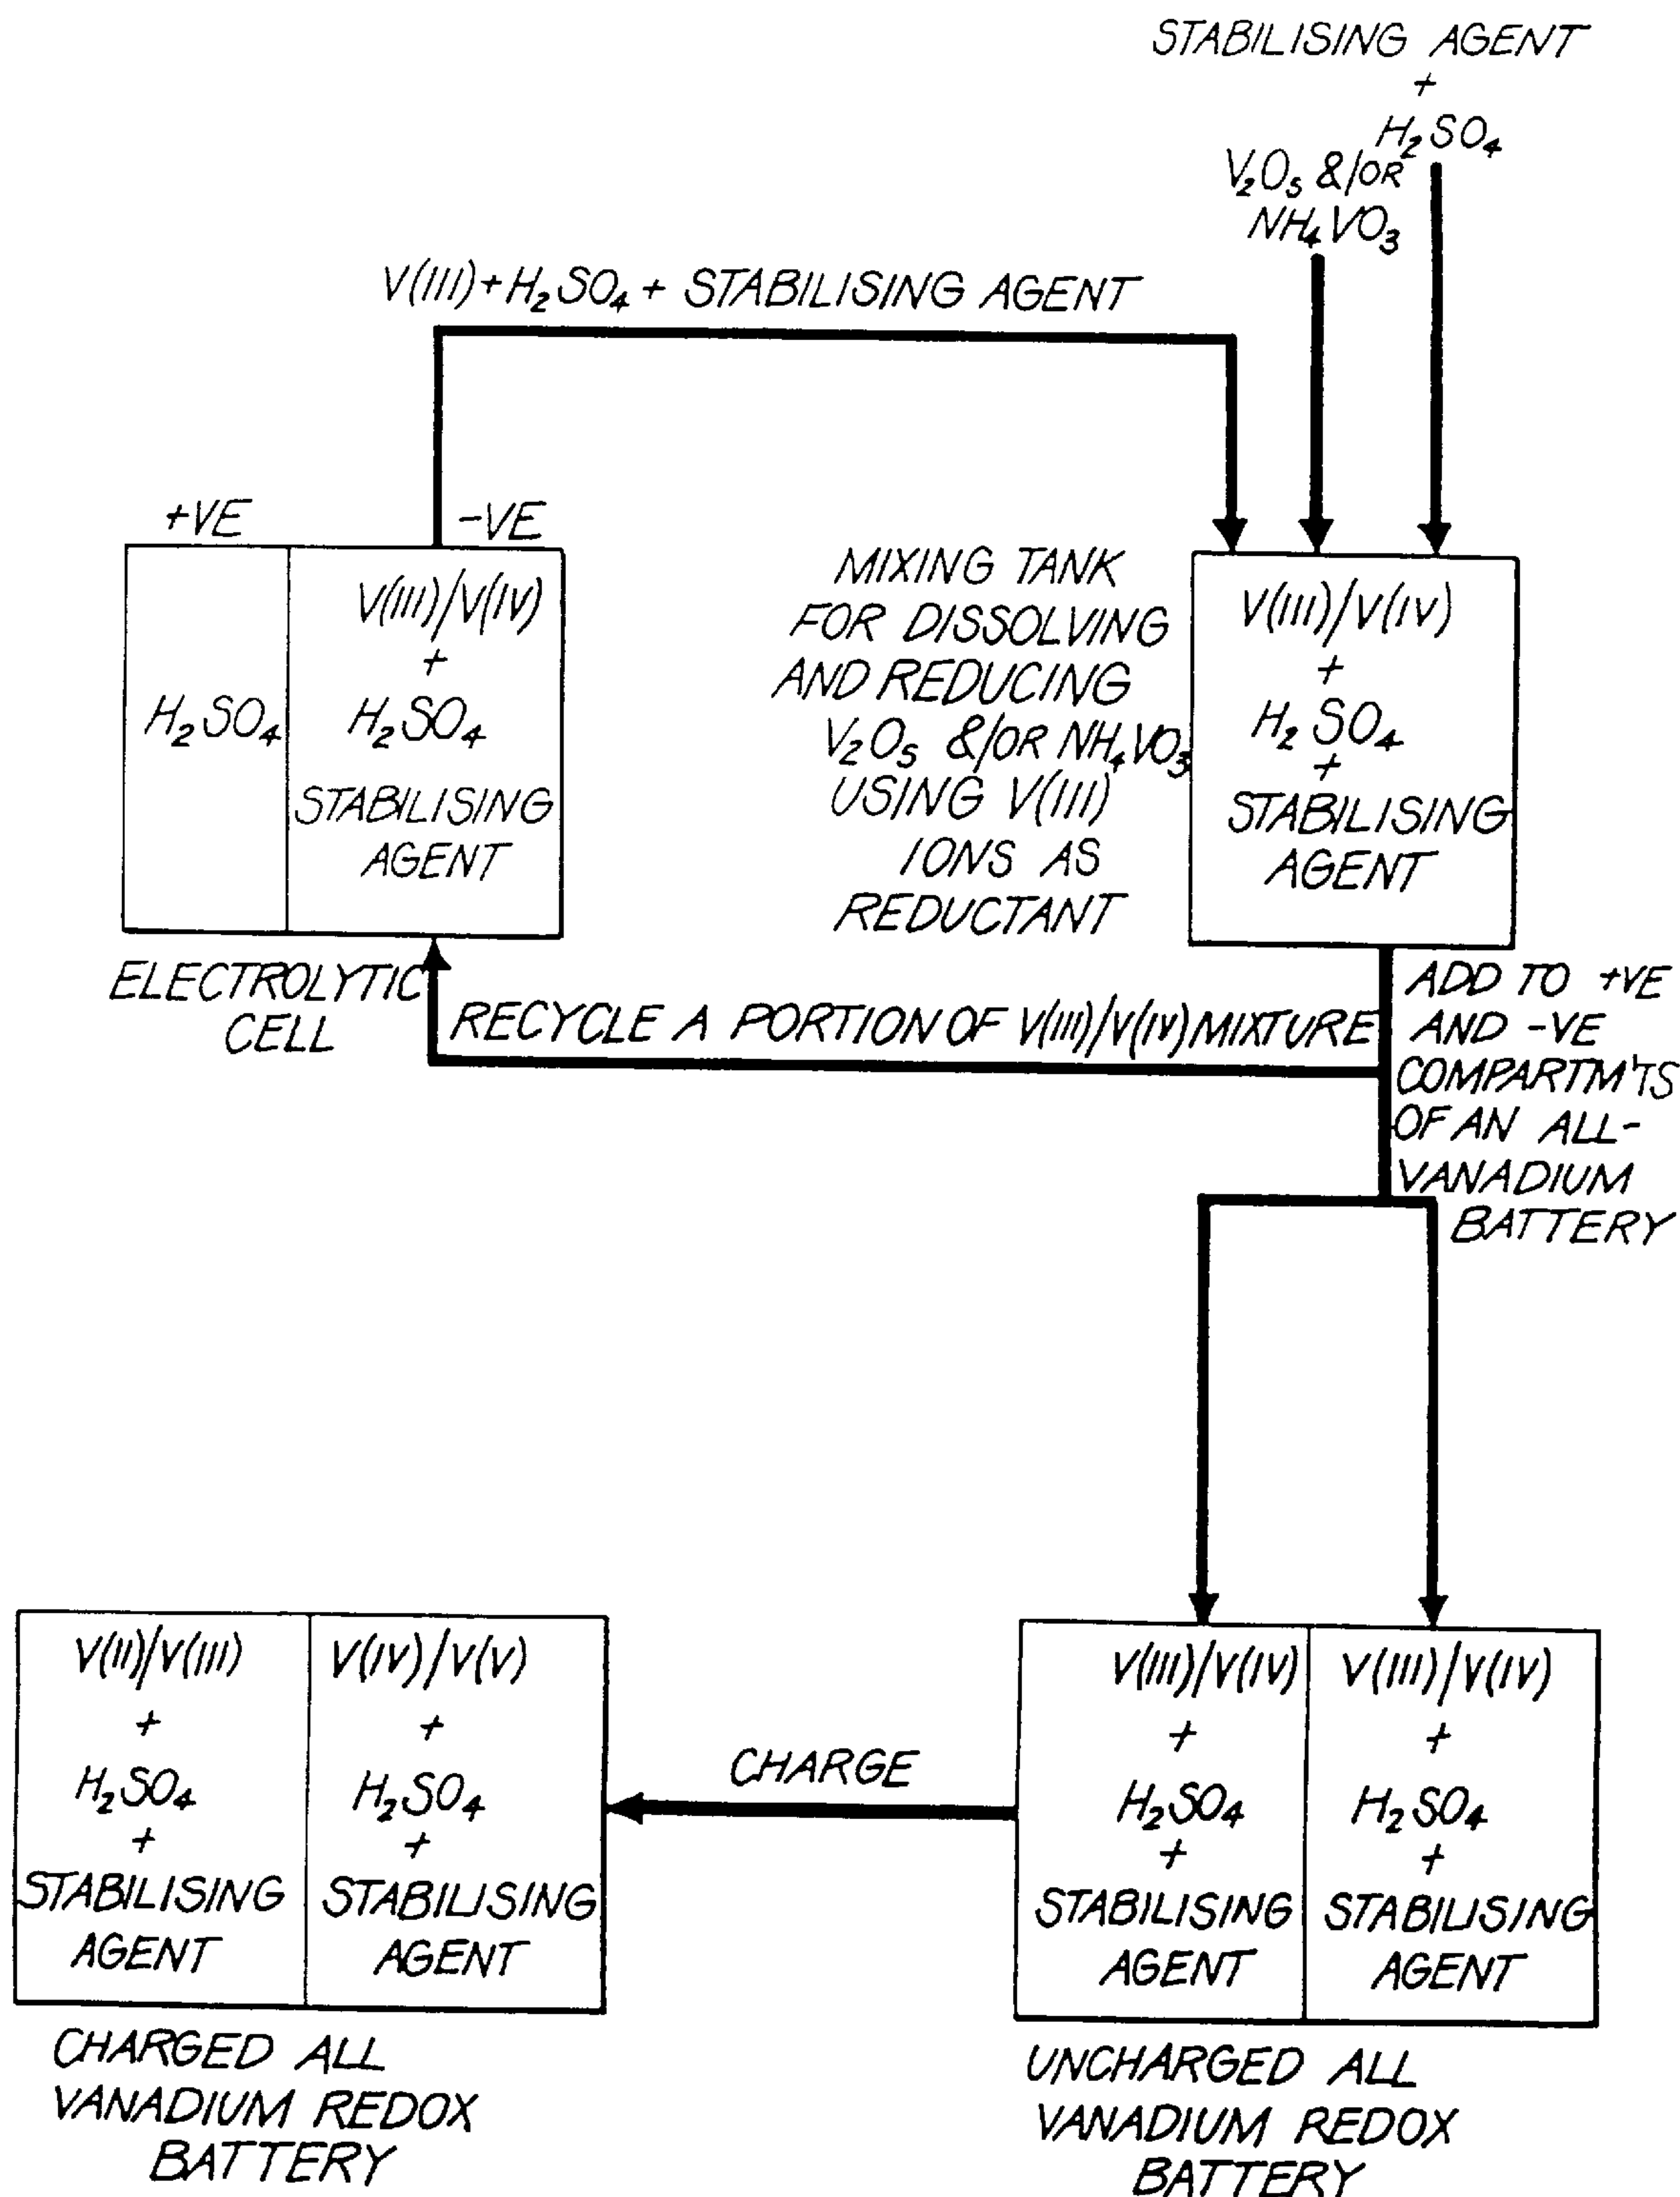 STABILISING AGENT
+
H₂SO₄
V₂O₅ &/OR
NH₄VO₃
V(III)+H₂SO₄ + STABILISING AGENT
+VE
-VE
H₂SO₄
V(III)/V(IV)
+
H₂SO₄
STABILISING
AGENT
ELECTROLYTIC
CELL
MIXING TANK
FOR DISSOLVING
AND REDUCING
V₂O₅ &/OR NH₄VO₃
USING V(III)
IONS AS
REDUCTANT
V(III)/V(IV)
+
H₂SO₄
+
STABILISING
AGENT
RECYCLE A PORTION OF V(III)/V(IV) MIXTURE
ADD TO +VE
AND -VE
COMPARTM'TS
OF AN ALL-
VANADIUM
BATTERY
V(II)/V(III)
+
H₂SO₄
+
STABILISING
AGENT
V(IV)/V(V)
+
H₂SO₄
+
STABILISING
AGENT
CHARGED ALL
VANADIUM REDOX
BATTERY
CHARGE
V(III)/V(IV)
+
H₂SO₄
+
STABILISING
AGENT
V(III)/V(IV)
+
H₂SO₄
+
STABILISING
AGENT
UNCHARGED ALL
VANADIUM REDOX
BATTERY